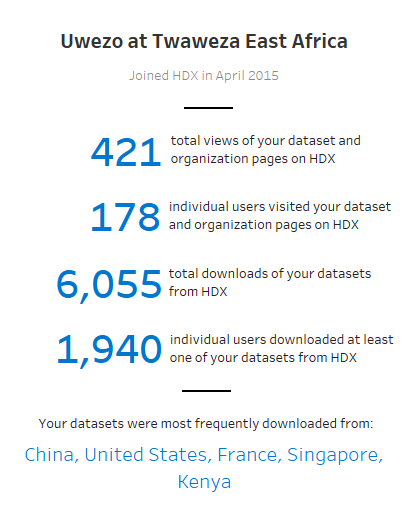 Uwezo at Twaweza East Africa
Joined HDX in April 2015
421 total views of your dataset and
organization pages on HDX
178 individual users visited your dataset
and organization pages on HDX
6,055 total downloads of your datasets
from HDX
1,940 individual users downloaded at least
one of your datasets from HDX
Your datasets were most frequently downloaded from:
China, United States, France, Singapore,
Kenya